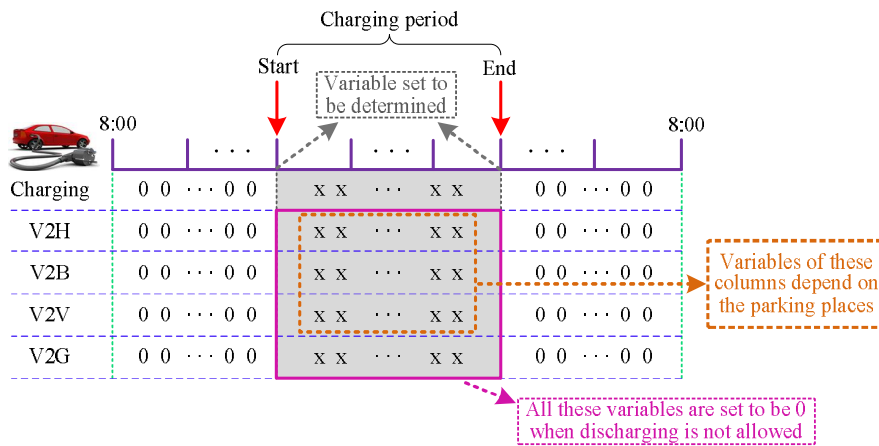 Charging period
Start
End
Variable set to
be determined
8:00
8:00
· · ·
· · ·
· · ·
Charging
0 0 ··· 0 0
x x ··· x x
0 0 ··· 0 0
V2H
0 0 ··· 0 0
x x ··· x x
0 0 ··· 0 0
V2B
0 0 ··· 0 0
x x ··· x x
0 0 ··· 0 0
V2V
0 0 ··· 0 0
x x ··· x x
0 0 ··· 0 0
V2G
0 0 ··· 0 0
x x ··· x x
0 0 ··· 0 0
Variables of these
columns depend on
the parking places
All these variables are set to be 0
when discharging is not allowed